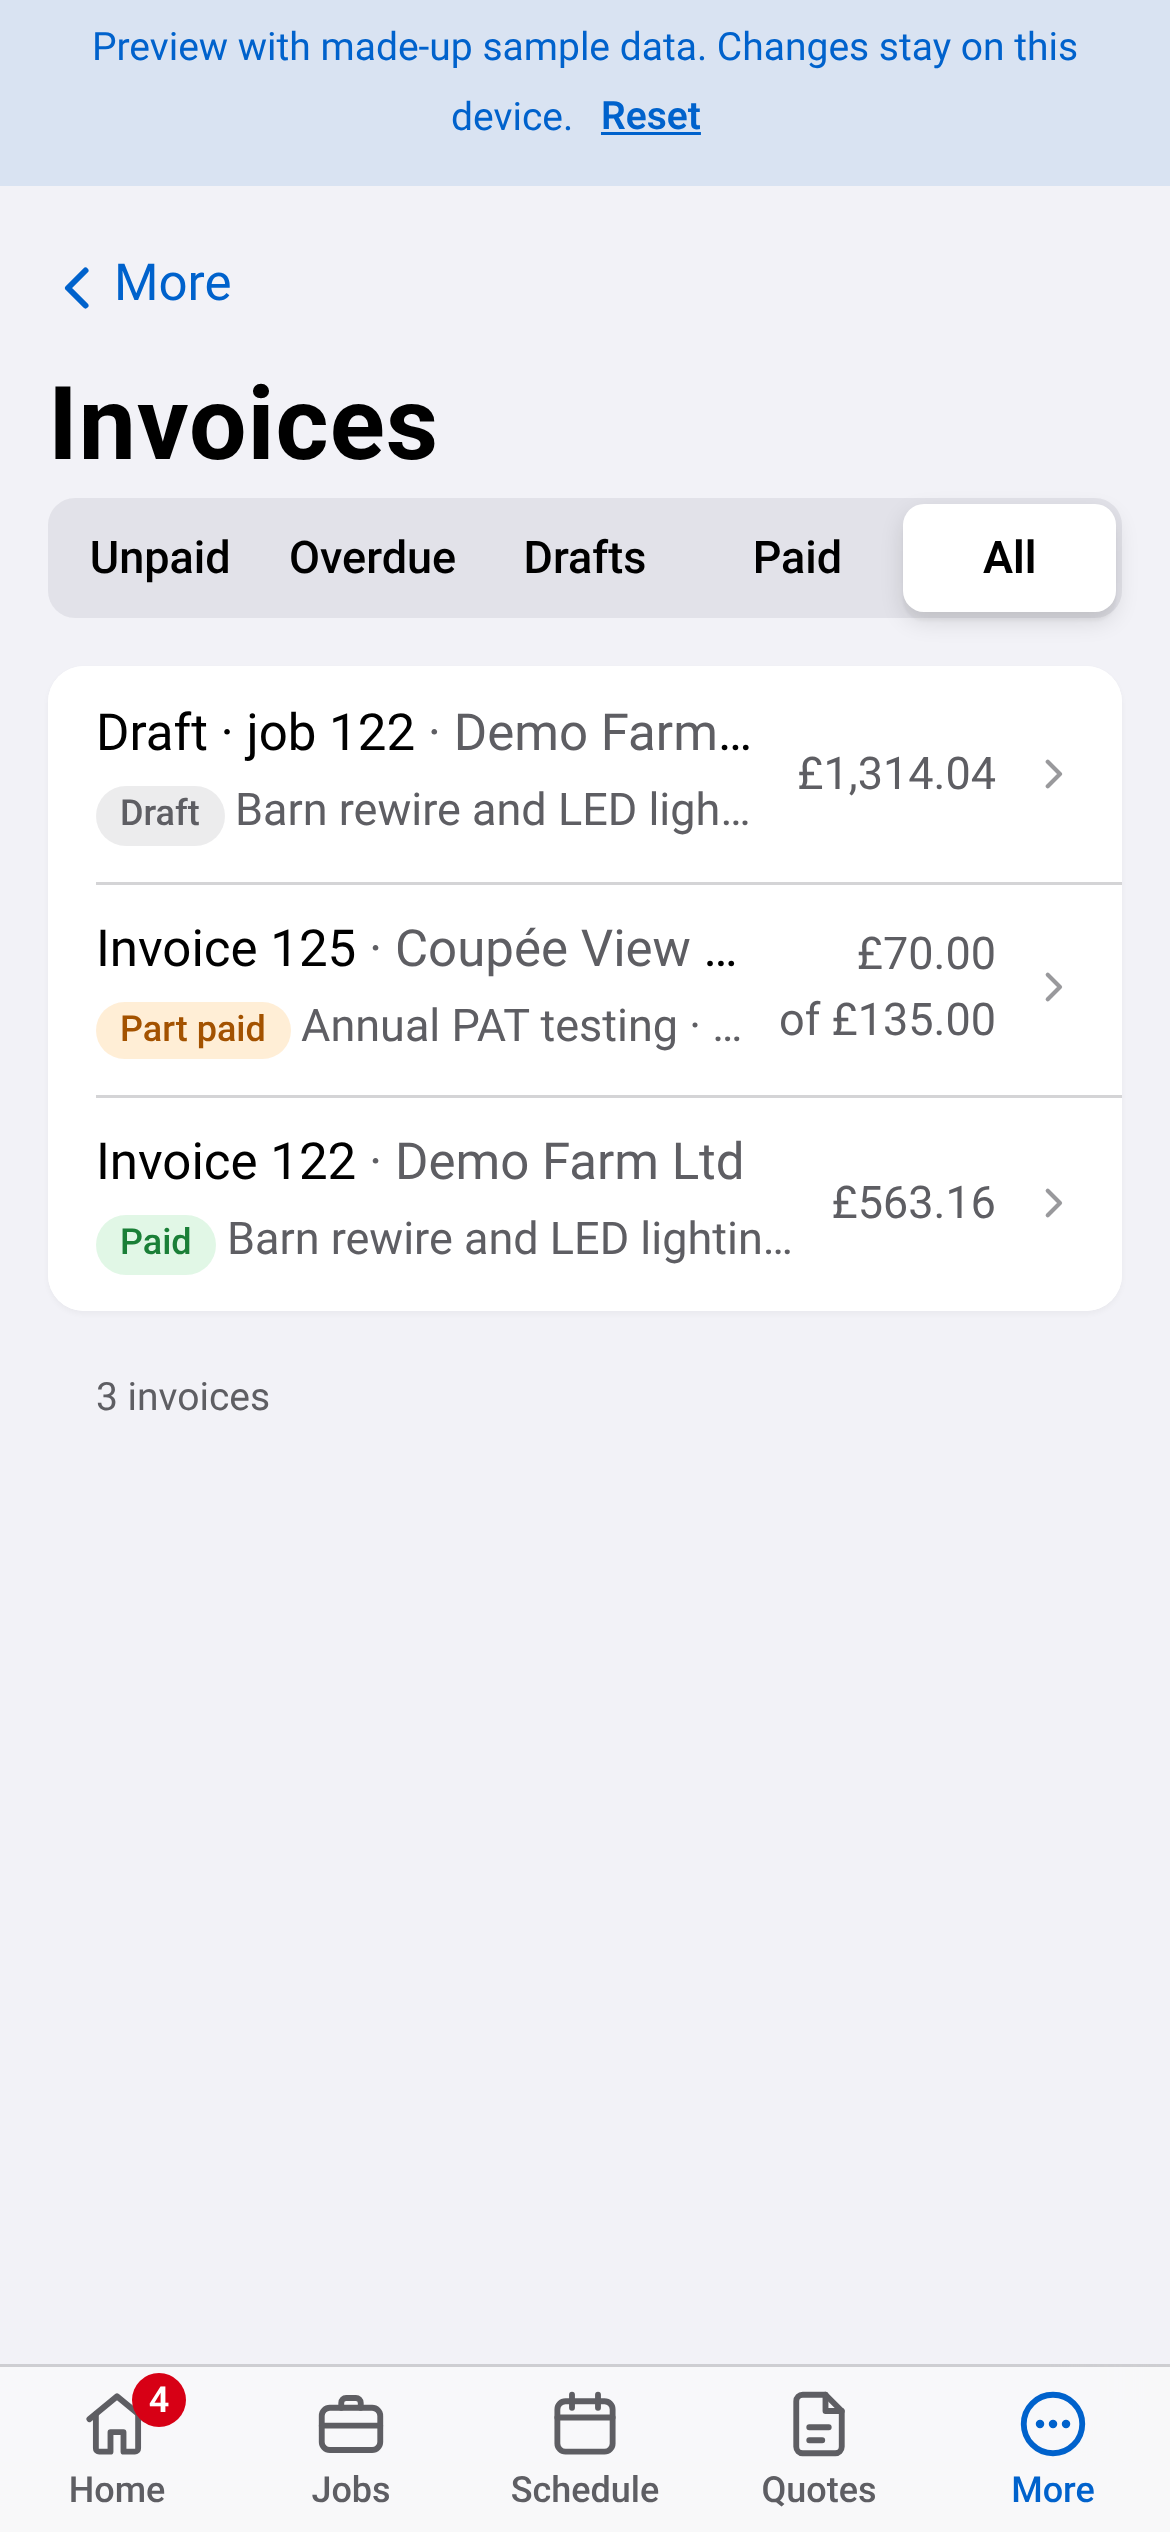 Preview with made-up sample data. Changes stay on this
device. Reset
More
Invoices
Unpaid Overdue Drafts Paid All
Draft · job 122 · Demo Farm...
£1,314.04
Draft Barn rewire and LED ligh...
Invoice 125 · Coupée View ...
£70.00
Part paid Annual PAT testing · ...
of £135.00
Invoice 122 · Demo Farm Ltd
£563.16
Paid Barn rewire and LED lightin...
3 invoices
4
Home Jobs Schedule Quotes More